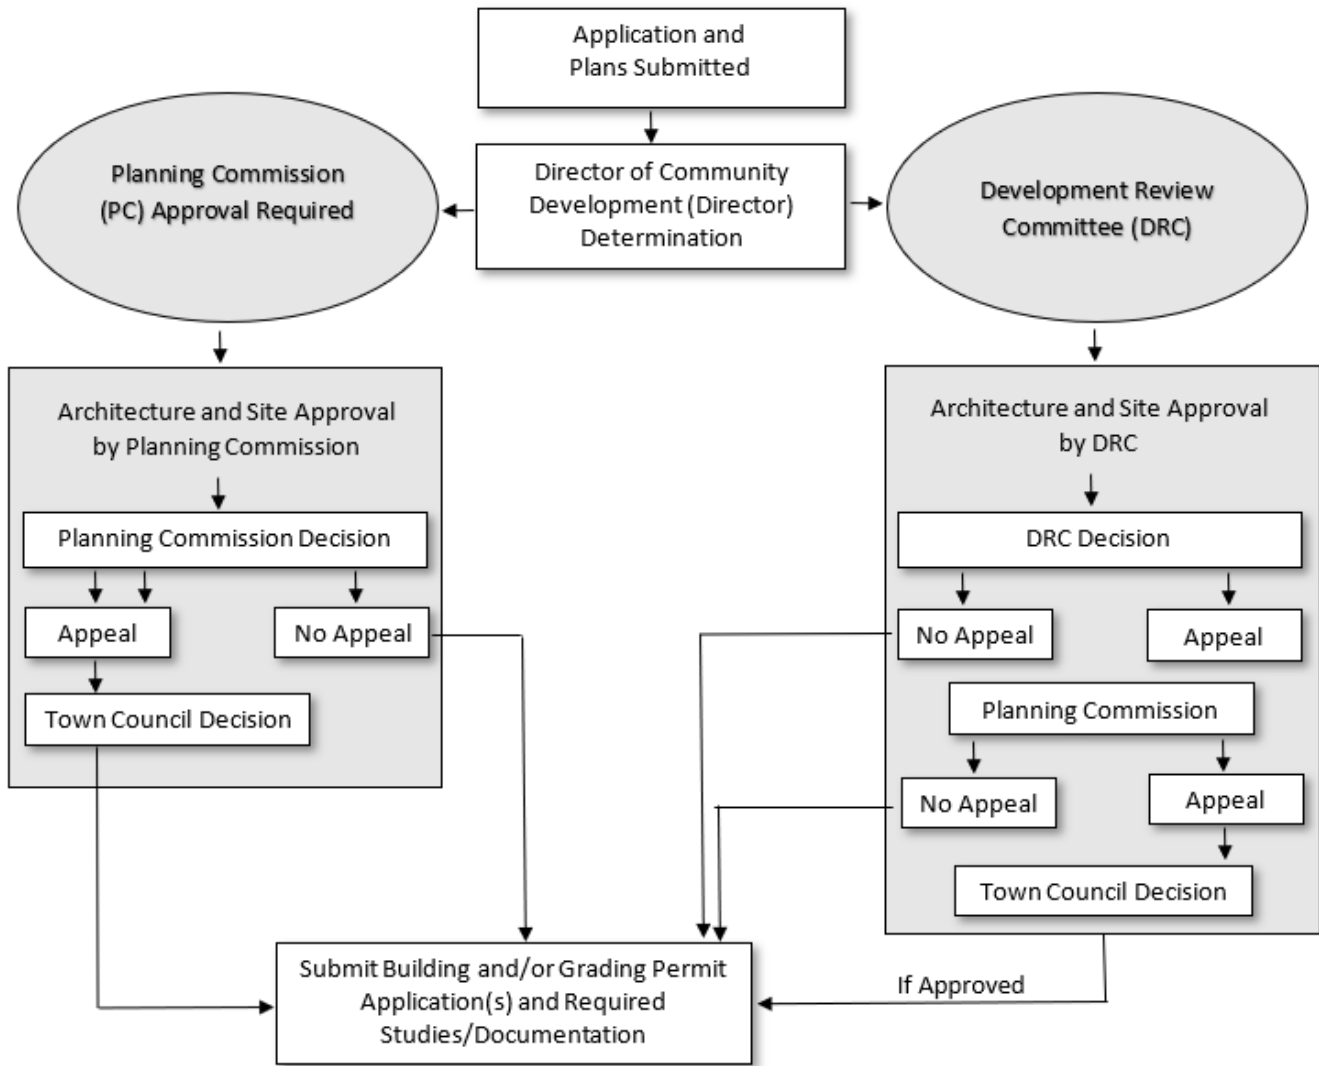 Application and
Plans Submitted
Planning Commission
(PC) Approval Required
Director of Community
Development (Director)
Determination
Development Review
Committee (DRC)
Architecture and Site Approval
by Planning Commission
Planning Commission Decision
Appeal
No Appeal
Town Council Decision
Architecture and Site Approval
by DRC
DRC Decision
No Appeal
Appeal
Planning Commission
No Appeal
Appeal
Town Council Decision
If Approved
Submit Building and/or Grading Permit
Application(s) and Required
Studies/Documentation